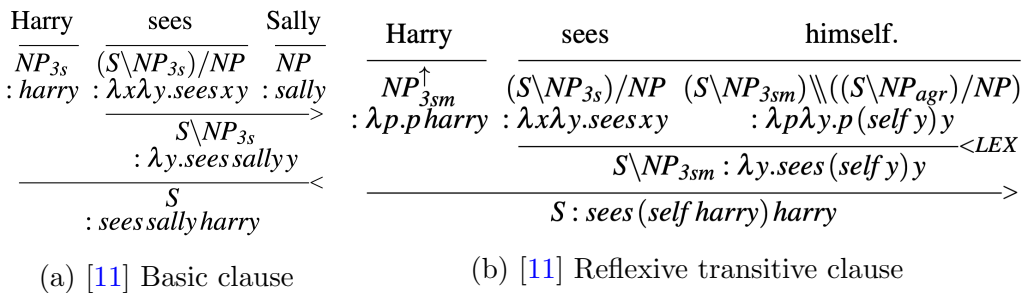 Harry sees Sally
NP₃ₛ (S\NP₃ₛ)/NP NP
: harry : λxλy.sees x y : sally
>
S\NP₃ₛ
: λy.sees sally y
<
S
: sees sally harry
(a) [11] Basic clause
Harry sees himself.
NP↑₃ₛₘ (S\NP₃ₛ)/NP (S\NP₃ₛₘ)\\((S\NPagr)/NP)
: λp.p harry : λxλy.sees x y : λpλy.p (self y) y
<LEX
S\NP₃ₛₘ : λy.sees (self y) y
>
S : sees (self harry) harry
(b) [11] Reflexive transitive clause